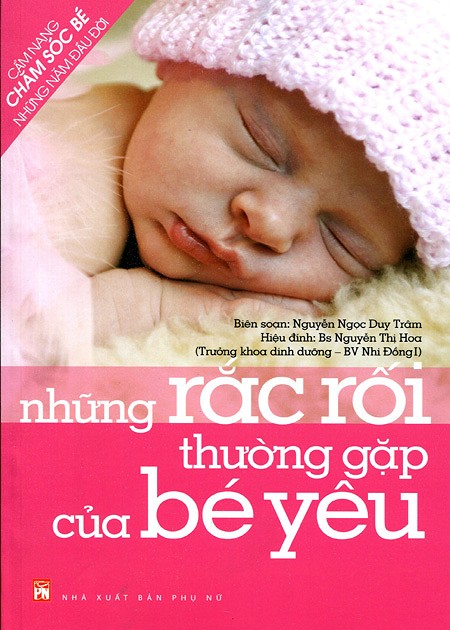 CẨM NANG
CHĂM SÓC BÉ
NHỮNG NĂM ĐẦU ĐỜI
Biên soạn: Nguyễn Ngọc Duy Trâm
Hiệu đính: Bs Nguyễn Thị Hoa
(Trưởng khoa dinh dưỡng – BV Nhi Đồng I)
những rắc rối
thường gặp
của bé yêu
PN
NHÀ XUẤT BẢN PHỤ NỮ